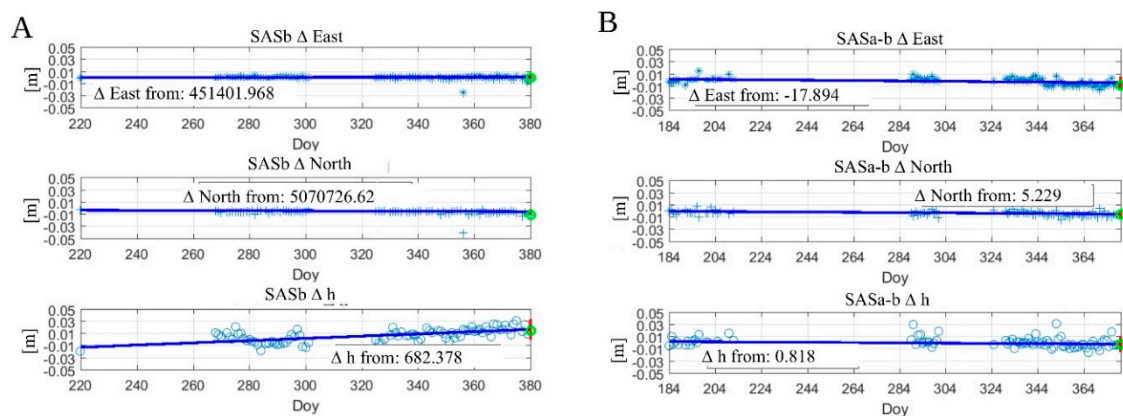 A
SASb Δ East
0.05
0.03
0.01
-0.01
-0.03
-0.05
[m]
Δ East from: 451401.968
220 240 260 280 300 320 340 360 380
Doy
SASb Δ North
0.05
0.03
0.01
-0.01
-0.03
-0.05
[m]
Δ North from: 5070726.62
220 240 260 280 300 320 340 360 380
Doy
SASb Δ h
0.05
0.03
0.01
-0.01
-0.03
-0.05
[m]
Δ h from: 682.378
220 240 260 280 300 320 340 360 380
Doy
B
SASa-b Δ East
0.05
0.03
0.01
-0.01
-0.03
-0.05
[m]
Δ East from: -17.894
184 204 224 244 264 284 304 324 344 364
Doy
SASa-b Δ North
0.05
0.03
0.01
-0.01
-0.03
-0.05
[m]
Δ North from: 5.229
184 204 224 244 264 284 304 324 344 364
Doy
SASa-b Δ h
0.05
0.03
0.01
-0.01
-0.03
-0.05
[m]
Δ h from: 0.818
184 204 224 244 264 284 304 324 344 364
Doy